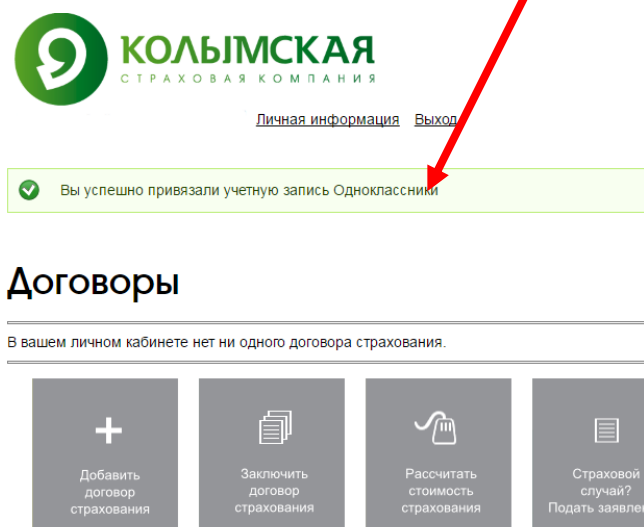 КОЛЫМСКАЯ
СТРАХОВАЯ КОМПАНИЯ
Личная информация Выход
Вы успешно привязали учетную запись Одноклассники
Договоры
В вашем личном кабинете нет ни одного договора страхования.
Добавить
договор
страхования
Заключить
договор
страхования
Рассчитать
стоимость
страхования
Страховой
случай?
Подать заявле